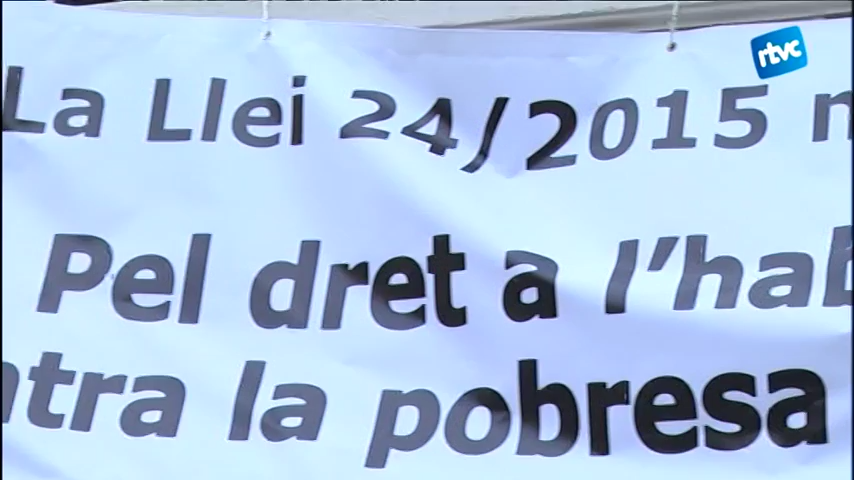 rtvc
La Llei 24/2015 n
Pel dret a l'hab
ntra la pobresa